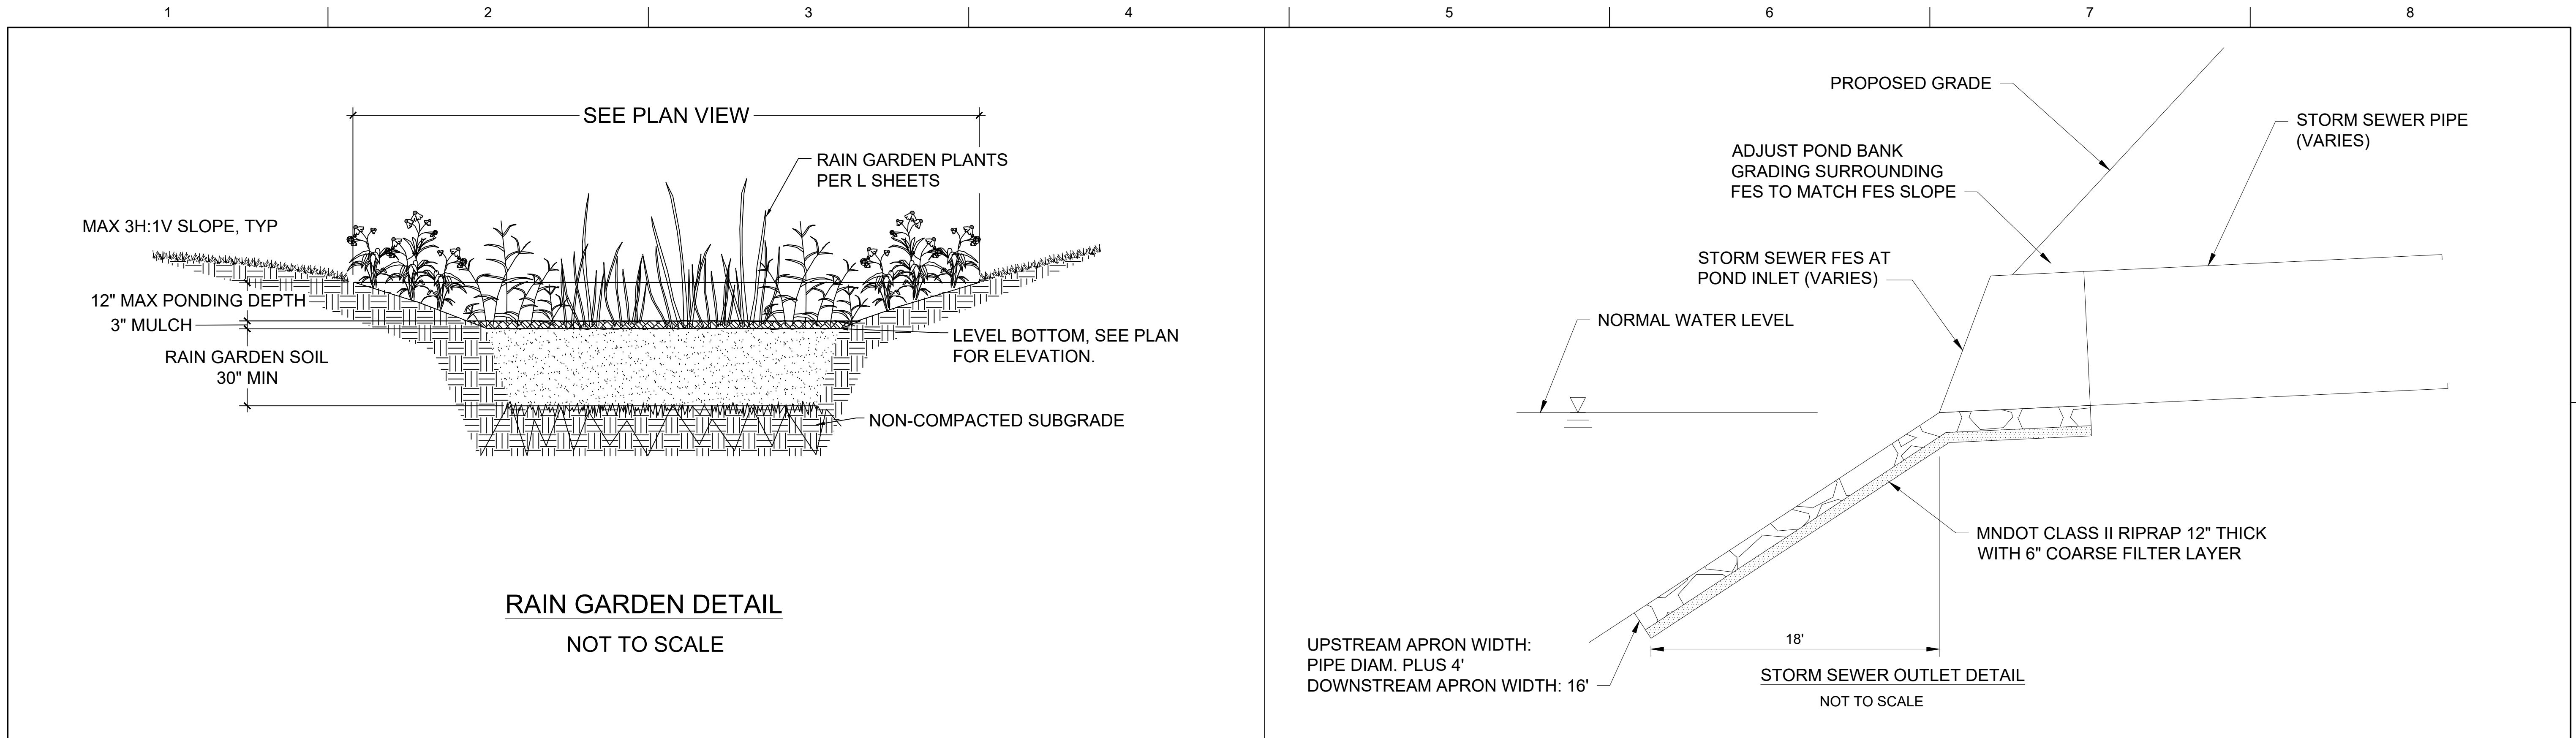 1 2 3 4 5 6 7 8
SEE PLAN VIEW
RAIN GARDEN PLANTS
PER L SHEETS
MAX 3H:1V SLOPE, TYP
12" MAX PONDING DEPTH
3" MULCH
RAIN GARDEN SOIL
30" MIN
LEVEL BOTTOM, SEE PLAN
FOR ELEVATION.
NON-COMPACTED SUBGRADE
RAIN GARDEN DETAIL
NOT TO SCALE
PROPOSED GRADE
STORM SEWER PIPE
(VARIES)
ADJUST POND BANK
GRADING SURROUNDING
FES TO MATCH FES SLOPE
STORM SEWER FES AT
POND INLET (VARIES)
NORMAL WATER LEVEL
MNDOT CLASS II RIPRAP 12" THICK
WITH 6" COARSE FILTER LAYER
18'
UPSTREAM APRON WIDTH:
PIPE DIAM. PLUS 4'
DOWNSTREAM APRON WIDTH: 16'
STORM SEWER OUTLET DETAIL
NOT TO SCALE